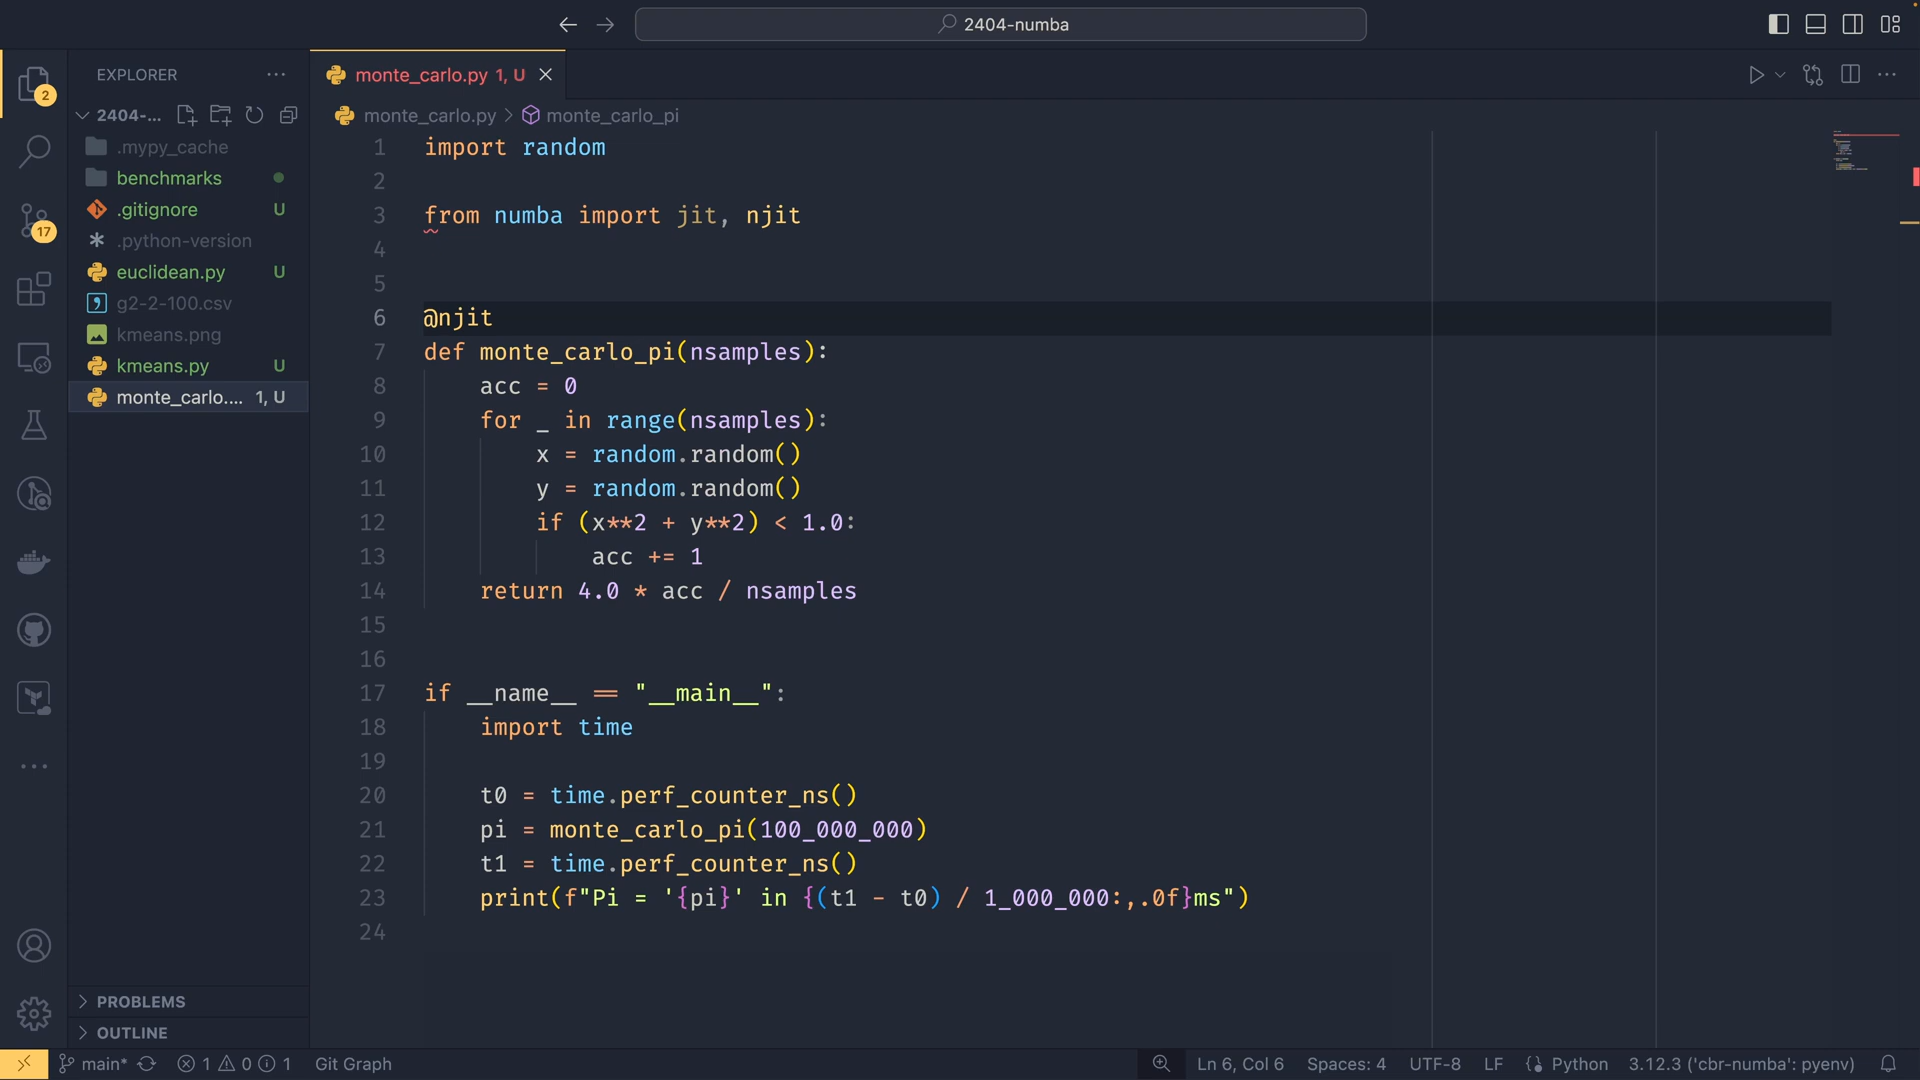 2404-numba
EXPLORER
2
2404-...
.mypy_cache
benchmarks
.gitignore U
17
.python-version
euclidean.py U
g2-2-100.csv
kmeans.png
kmeans.py U
monte_carlo.... 1, U
PROBLEMS
OUTLINE
monte_carlo.py 1, U
monte_carlo.py > monte_carlo_pi
1 import random
2
3 from numba import jit, njit
4
5
6 @njit
7 def monte_carlo_pi(nsamples):
8     acc = 0
9     for _ in range(nsamples):
10         x = random.random()
11         y = random.random()
12         if (x**2 + y**2) < 1.0:
13             acc += 1
14     return 4.0 * acc / nsamples
15
16
17 if __name__ == "__main__":
18     import time
19
20     t0 = time.perf_counter_ns()
21     pi = monte_carlo_pi(100_000_000)
22     t1 = time.perf_counter_ns()
23     print(f"Pi = '{pi}' in {(t1 - t0) / 1_000_000:,.0f}ms")
24
main* 1 0 1 Git Graph Ln 6, Col 6 Spaces: 4 UTF-8 LF Python 3.12.3 ('cbr-numba': pyenv)